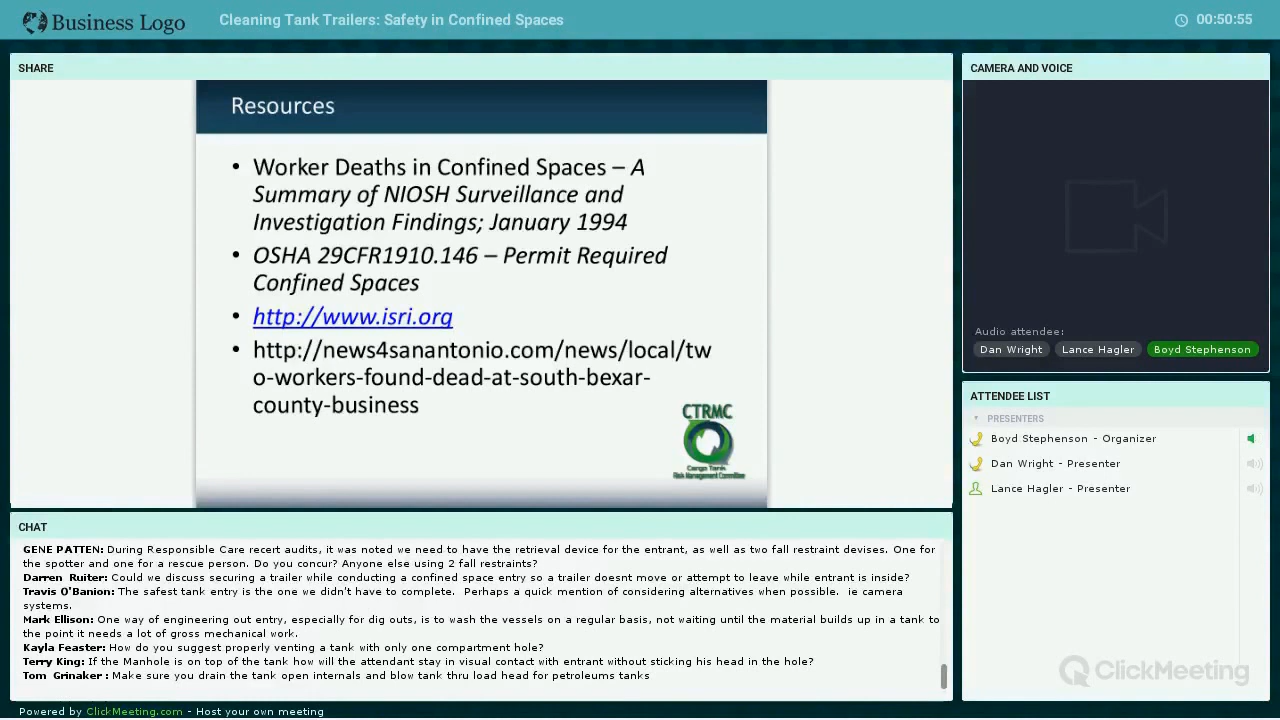 Business Logo
Cleaning Tank Trailers: Safety in Confined Spaces
00:50:55
SHARE
Resources
• Worker Deaths in Confined Spaces – A
Summary of NIOSH Surveillance and
Investigation Findings; January 1994
• OSHA 29CFR1910.146 – Permit Required
Confined Spaces
• http://www.isri.org
• http://news4sanantonio.com/news/local/tw
o-workers-found-dead-at-south-bexar-
county-business
CTRMC
Cargo Tank
Risk Management Committee
CAMERA AND VOICE
Audio attendee:
Dan Wright Lance Hagler Boyd Stephenson
ATTENDEE LIST
PRESENTERS
Boyd Stephenson - Organizer
Dan Wright - Presenter
Lance Hagler - Presenter
CHAT
GENE PATTEN: During Responsible Care recert audits, it was noted we need to have the retrieval device for the entrant, as well as two fall restraint devises. One for
the spotter and one for a rescue person. Do you concur? Anyone else using 2 fall restraints?
Darren Ruiter: Could we discuss securing a trailer while conducting a confined space entry so a trailer doesnt move or attempt to leave while entrant is inside?
Travis O'Banion: The safest tank entry is the one we didn't have to complete. Perhaps a quick mention of considering alternatives when possible. ie camera
systems.
Mark Ellison: One way of engineering out entry, especially for dig outs, is to wash the vessels on a regular basis, not waiting until the material builds up in a tank to
the point it needs a lot of gross mechanical work.
Kayla Feaster: How do you suggest properly venting a tank with only one compartment hole?
Terry King: If the Manhole is on top of the tank how will the attendant stay in visual contact with entrant without sticking his head in the hole?
Tom Grinaker : Make sure you drain the tank open internals and blow tank thru load head for petroleums tanks
ClickMeeting
Powered by ClickMeeting.com - Host your own meeting